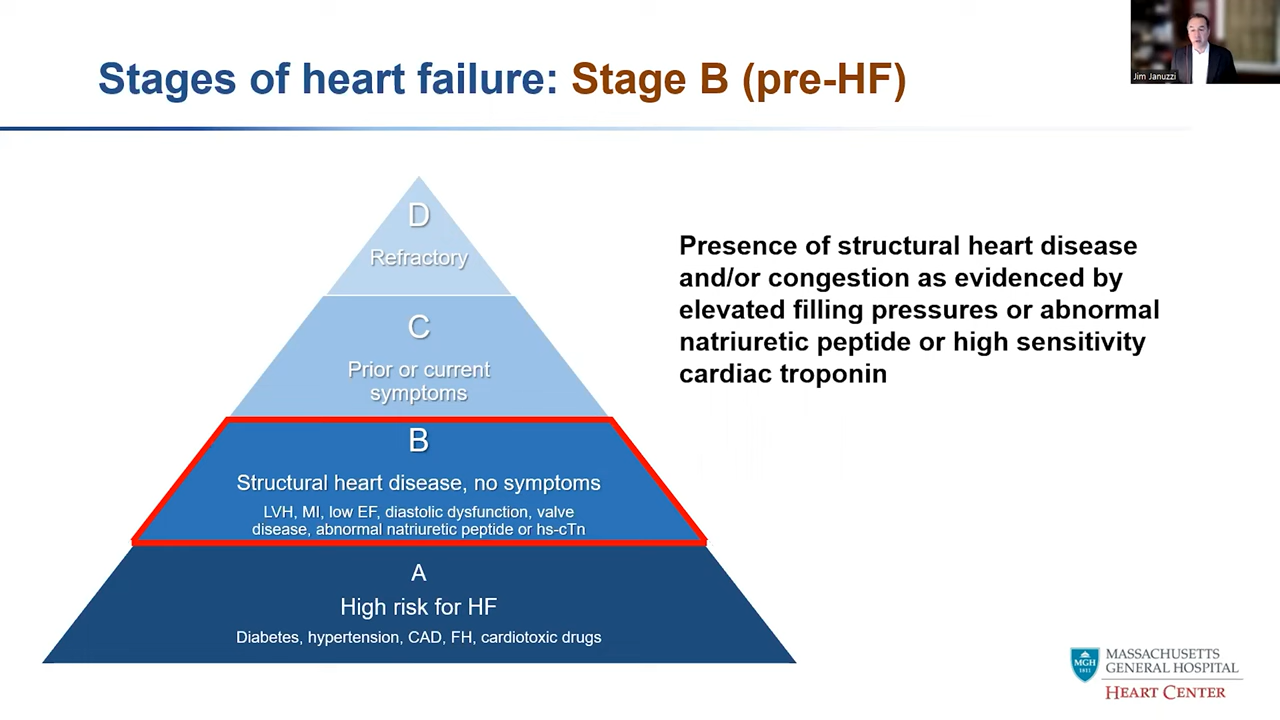 Stages of heart failure: Stage B (pre-HF)
Jim Januzzi
D
Refractory
C
Prior or current
symptoms
B
Structural heart disease, no symptoms
LVH, MI, low EF, diastolic dysfunction, valve
disease, abnormal natriuretic peptide or hs-cTn
A
High risk for HF
Diabetes, hypertension, CAD, FH, cardiotoxic drugs
Presence of structural heart disease
and/or congestion as evidenced by
elevated filling pressures or abnormal
natriuretic peptide or high sensitivity
cardiac troponin
MGH
1811
MASSACHUSETTS
GENERAL HOSPITAL
HEART CENTER